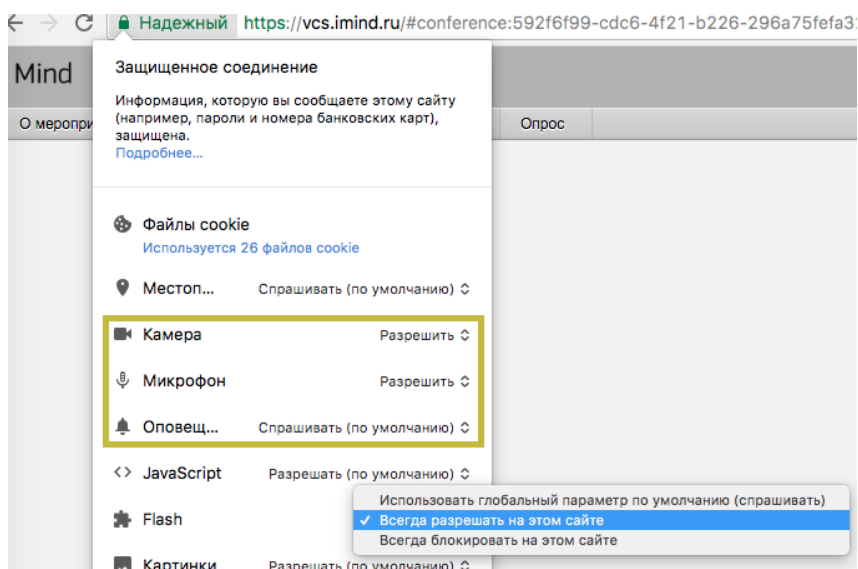 Надежный https://vcs.imind.ru/#conference:592f6f99-cdc6-4f21-b226-296a75fefa3
Mind
О меропри
Опрос
Защищенное соединение
Информация, которую вы сообщаете этому сайту
(например, пароли и номера банковских карт),
защищена.
Подробнее...
Файлы cookie
Используется 26 файлов cookie
Местоп... Спрашивать (по умолчанию)
Камера Разрешить
Микрофон Разрешить
Оповещ... Спрашивать (по умолчанию)
JavaScript Разрешать (по умолчанию)
Flash
Использовать глобальный параметр по умолчанию (спрашивать)
✓ Всегда разрешать на этом сайте
Всегда блокировать на этом сайте
Картинки Разрешать (по умолчанию)